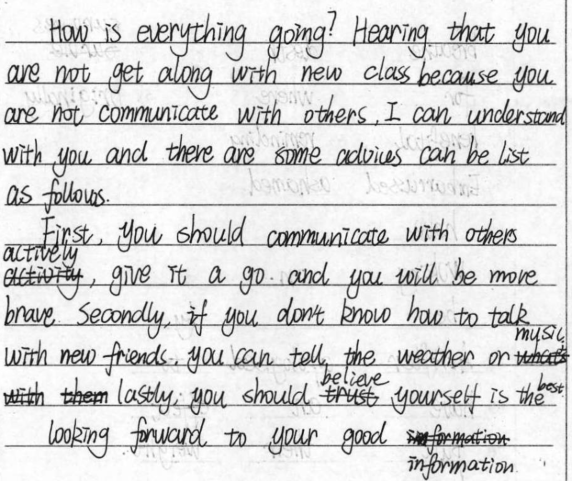 How is everything going? Hearing that you
are not get along with new class because you
are not communicate with others, I can understand
with you and there are some advices can be list
as follows.
First, you should communicate with others
actively
activity, give it a go. and you will be more
brave. Secondly, if you don't know how to talk
music,
with new friends. you can tell the weather or what's
believe
best
with them lastly, you should trust yourself is the
looking forward to your good information
information